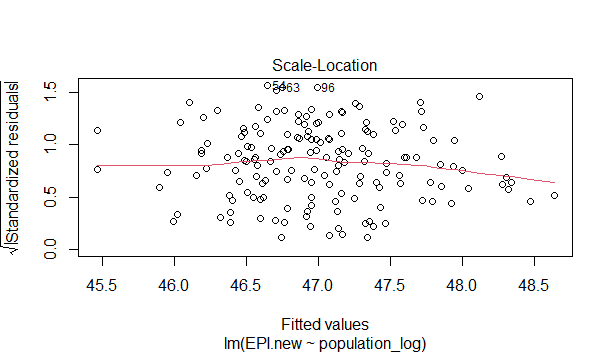 Scale-Location
√|Standardized residuals|
1.5
1.0
0.5
0.0
63
96
45.5 46.0 46.5 47.0 47.5 48.0 48.5
Fitted values
lm(EPI.new ~ population_log)